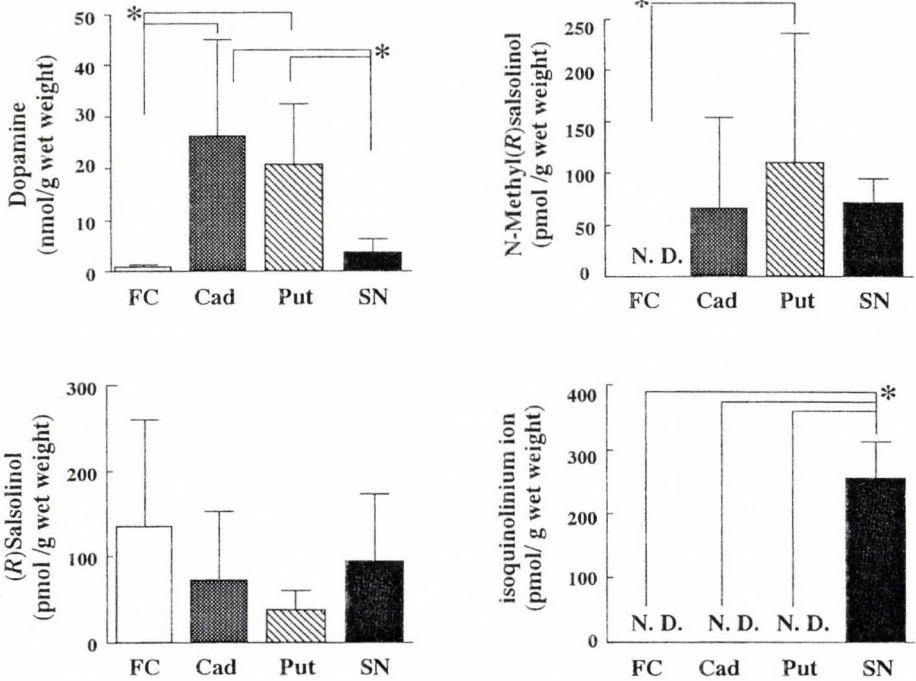 Dopanine
(nmol/g wet weight)
50
40
30
20
10
0
*
*
FC Cad Put SN
N-Methyl(R)salsolinol
(pmol /g wet weight)
250
200
150
100
50
0
*
N. D.
FC Cad Put SN
(R)Salsolinol
(pmol /g wet weight)
300
200
100
0
FC Cad Put SN
isoquinolinium ion
(pmol/ g wet weight)
400
300
200
100
0
*
N. D. N. D. N. D.
FC Cad Put SN